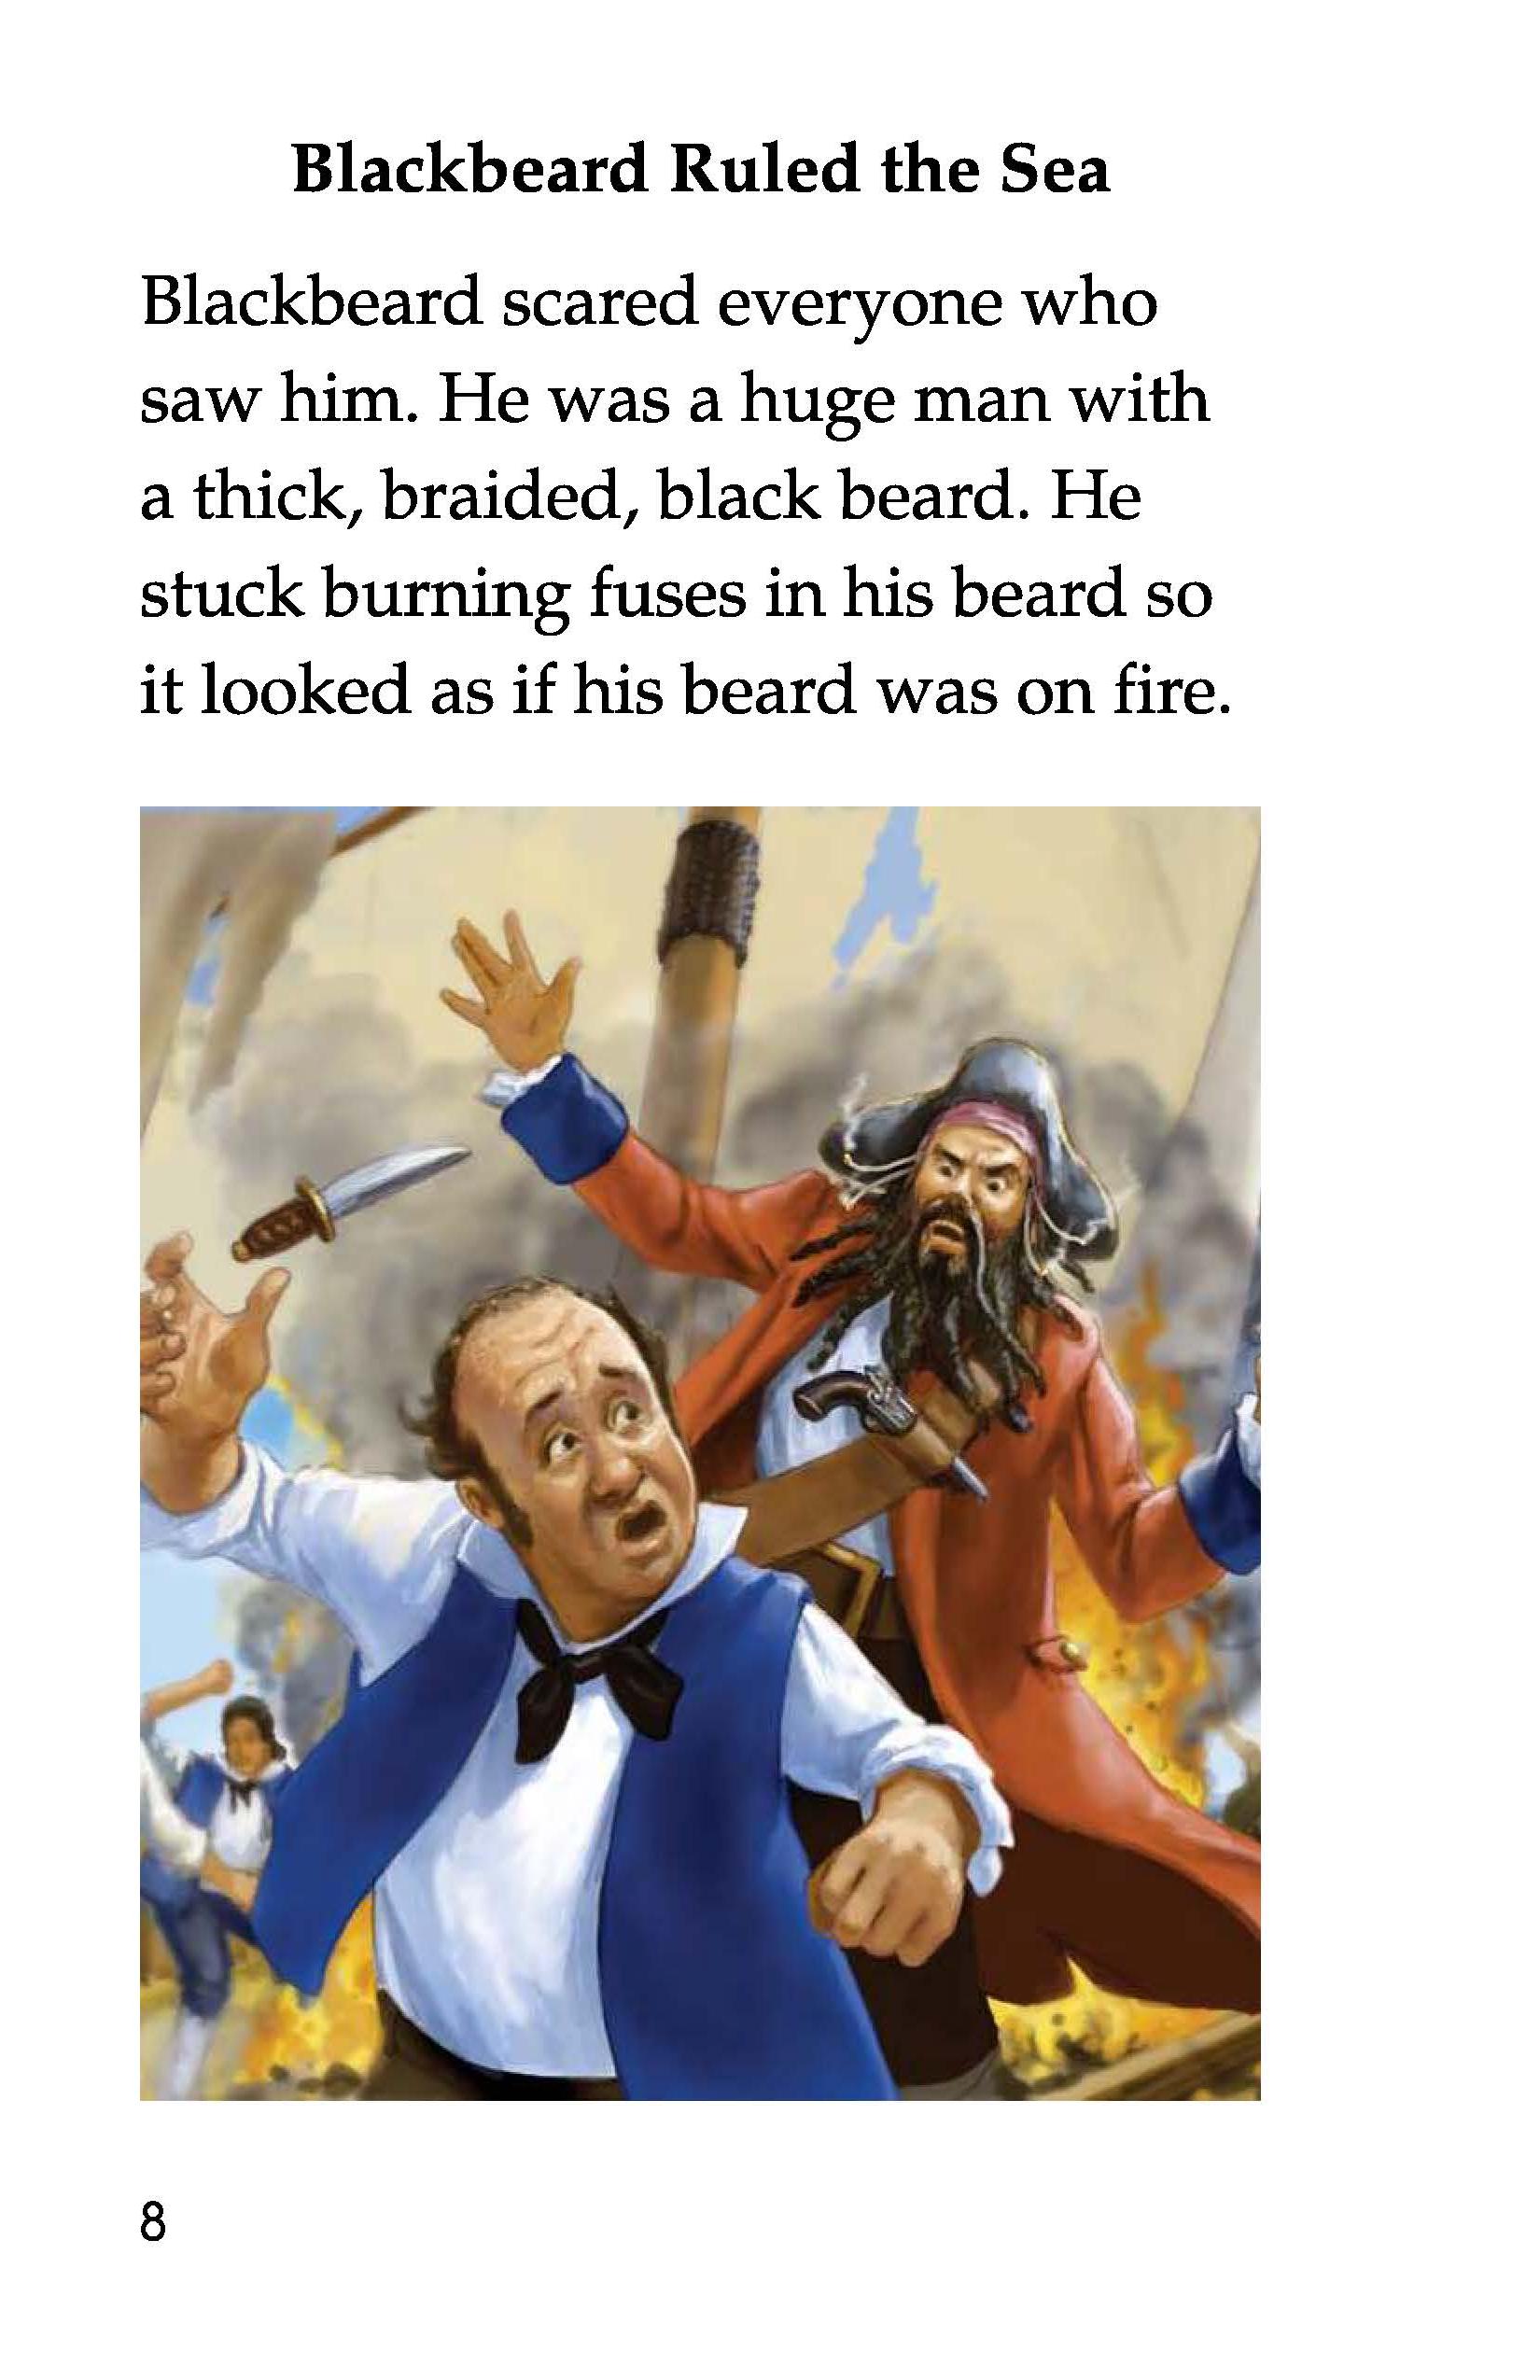 Blackbeard Ruled the Sea
Blackbeard scared everyone who
saw him. He was a huge man with
a thick, braided, black beard. He
stuck burning fuses in his beard so
it looked as if his beard was on fire.
8